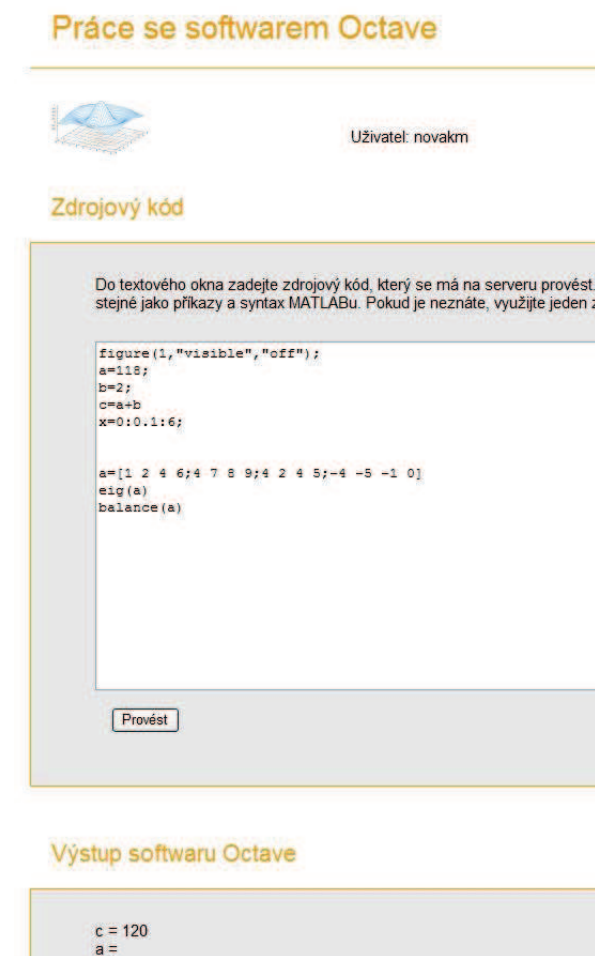 Práce se softwarem Octave
Uživatel: novakm
Zdrojový kód
Do textového okna zadejte zdrojový kód, který se má na serveru provést.
stejné jako příkazy a syntax MATLABu. Pokud je neznáte, využijte jeden z
figure(1,"visible","off");
a=118;
b=2;
c=a+b
x=0:0.1:6;
a=[1 2 4 6;4 7 8 9;4 2 4 5;-4 -5 -1 0]
eig(a)
balance(a)
Provést
Výstup softwaru Octave
c = 120
a =